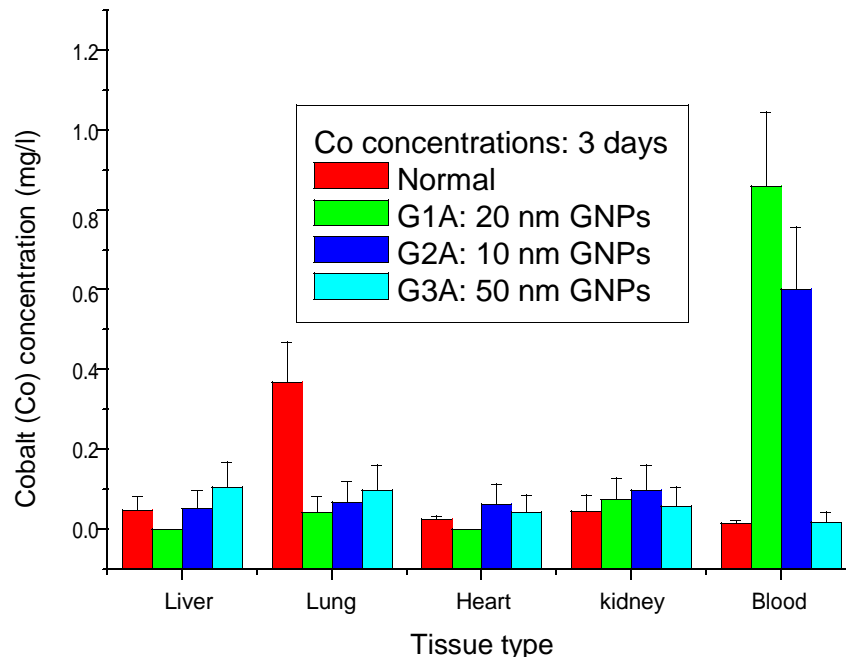 Cobalt (Co) concentration (mg/l)
1.2
1.0
0.8
0.6
0.4
0.2
0.0
Co concentrations: 3 days
Normal
G1A: 20 nm GNPs
G2A: 10 nm GNPs
G3A: 50 nm GNPs
Liver Lung Heart kidney Blood
Tissue type